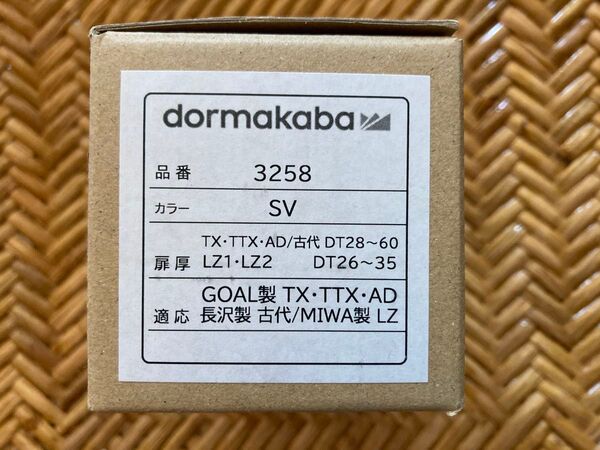 dormakaba
品番 3258
カラー SV
TX・TTX・AD/古代 DT28～60
扉厚 LZ1・LZ2 DT26～35
GOAL製 TX・TTX・AD
適応 長沢製 古代/MIWA製 LZ